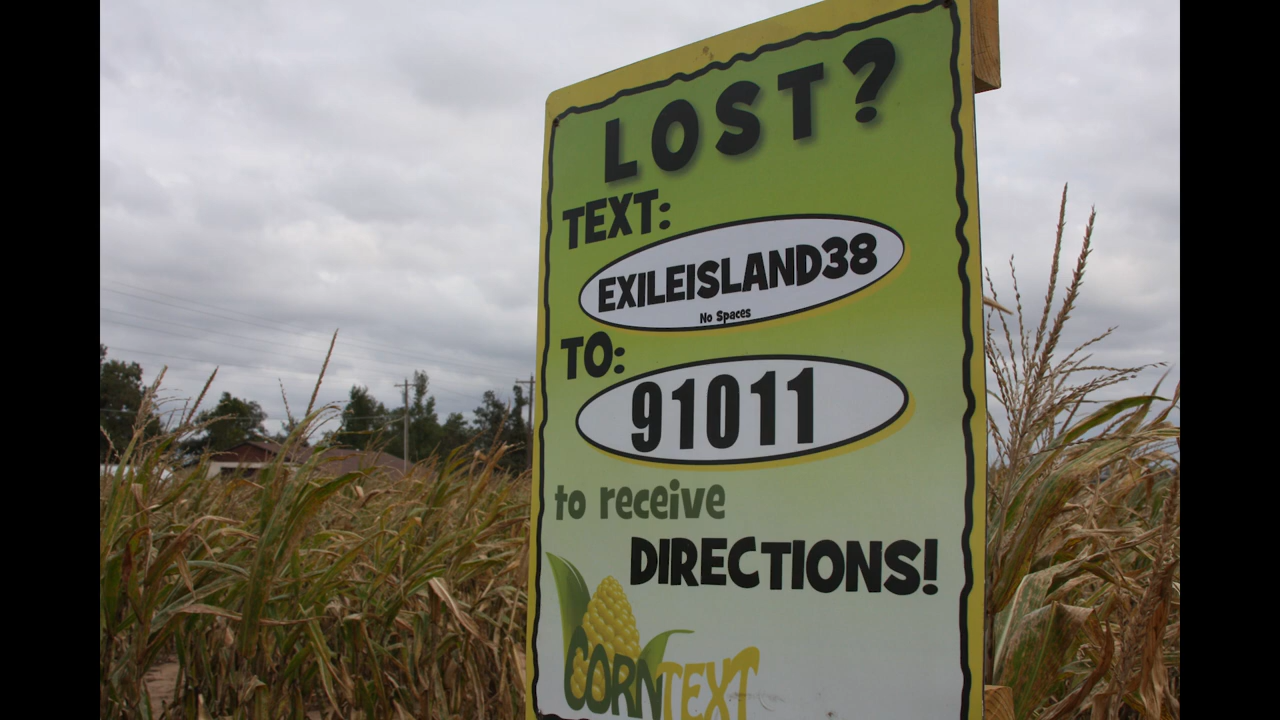 LOST?
TEXT:
EXILEISLAND38
No Spaces
TO:
91011
to receive
DIRECTIONS!
CORNTEXT